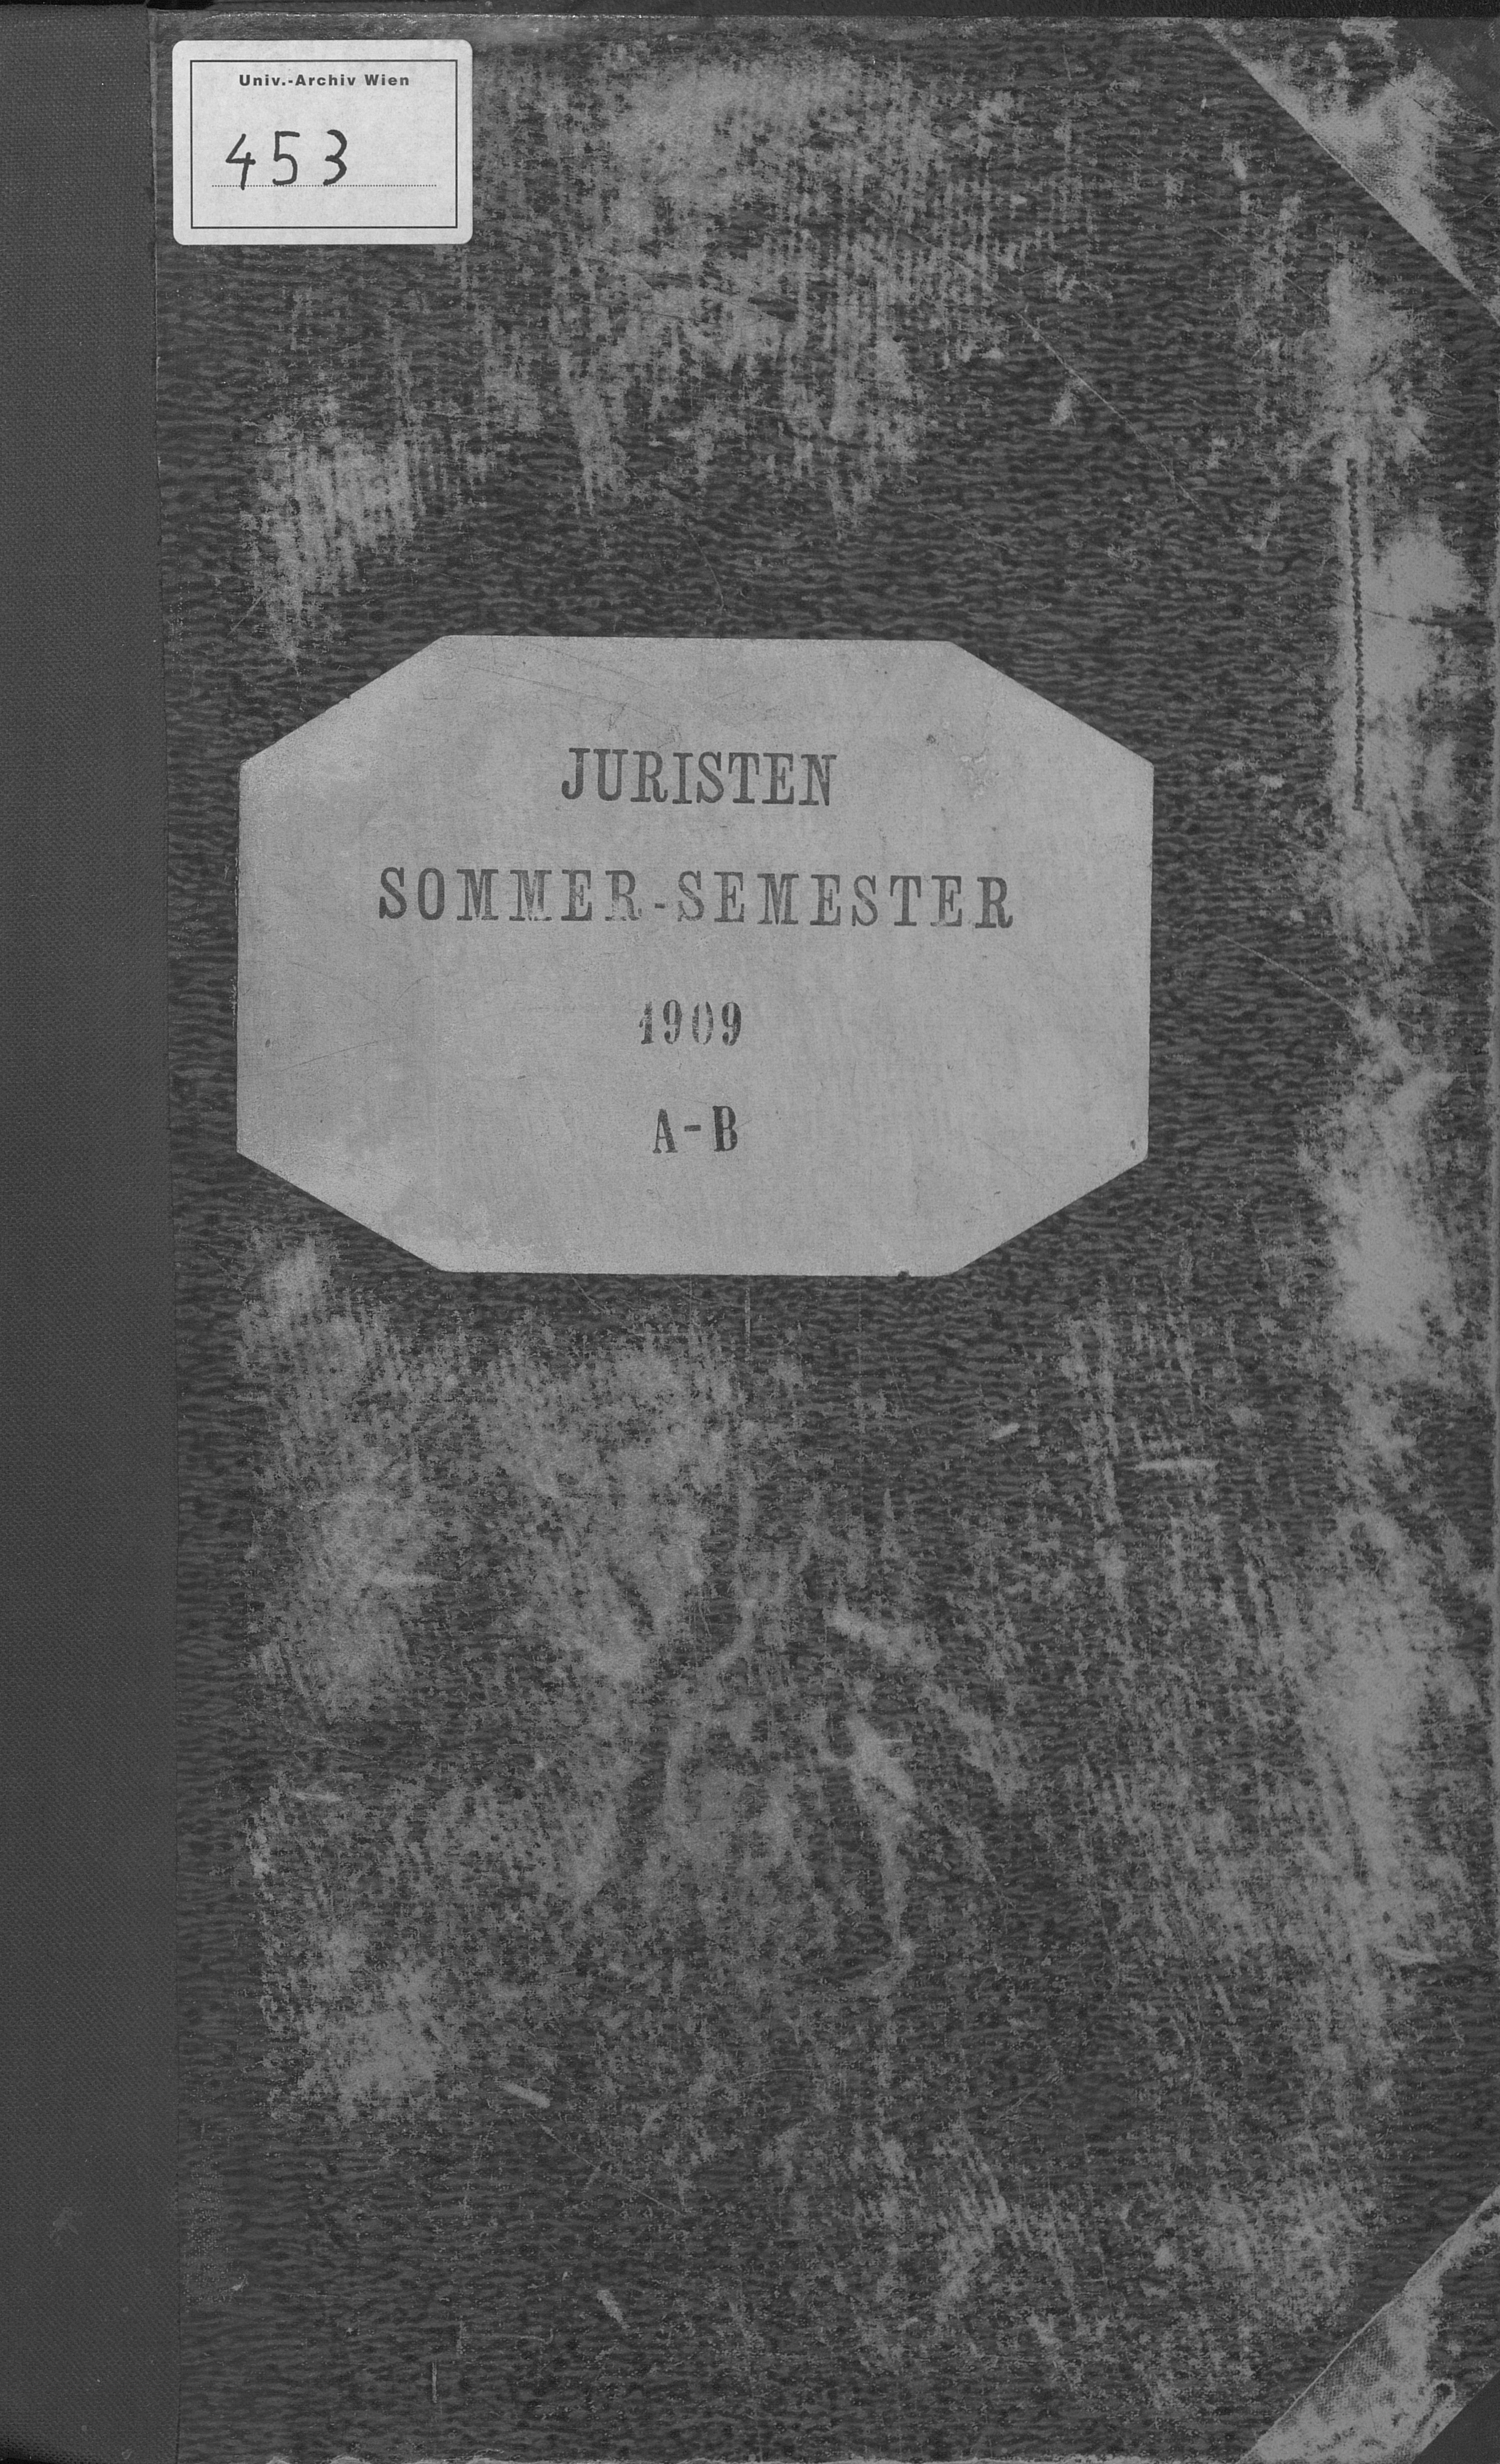 Univ.-Archiv Wien
453
JURISTEN
SOMMER-SEMESTER
1909
A-B